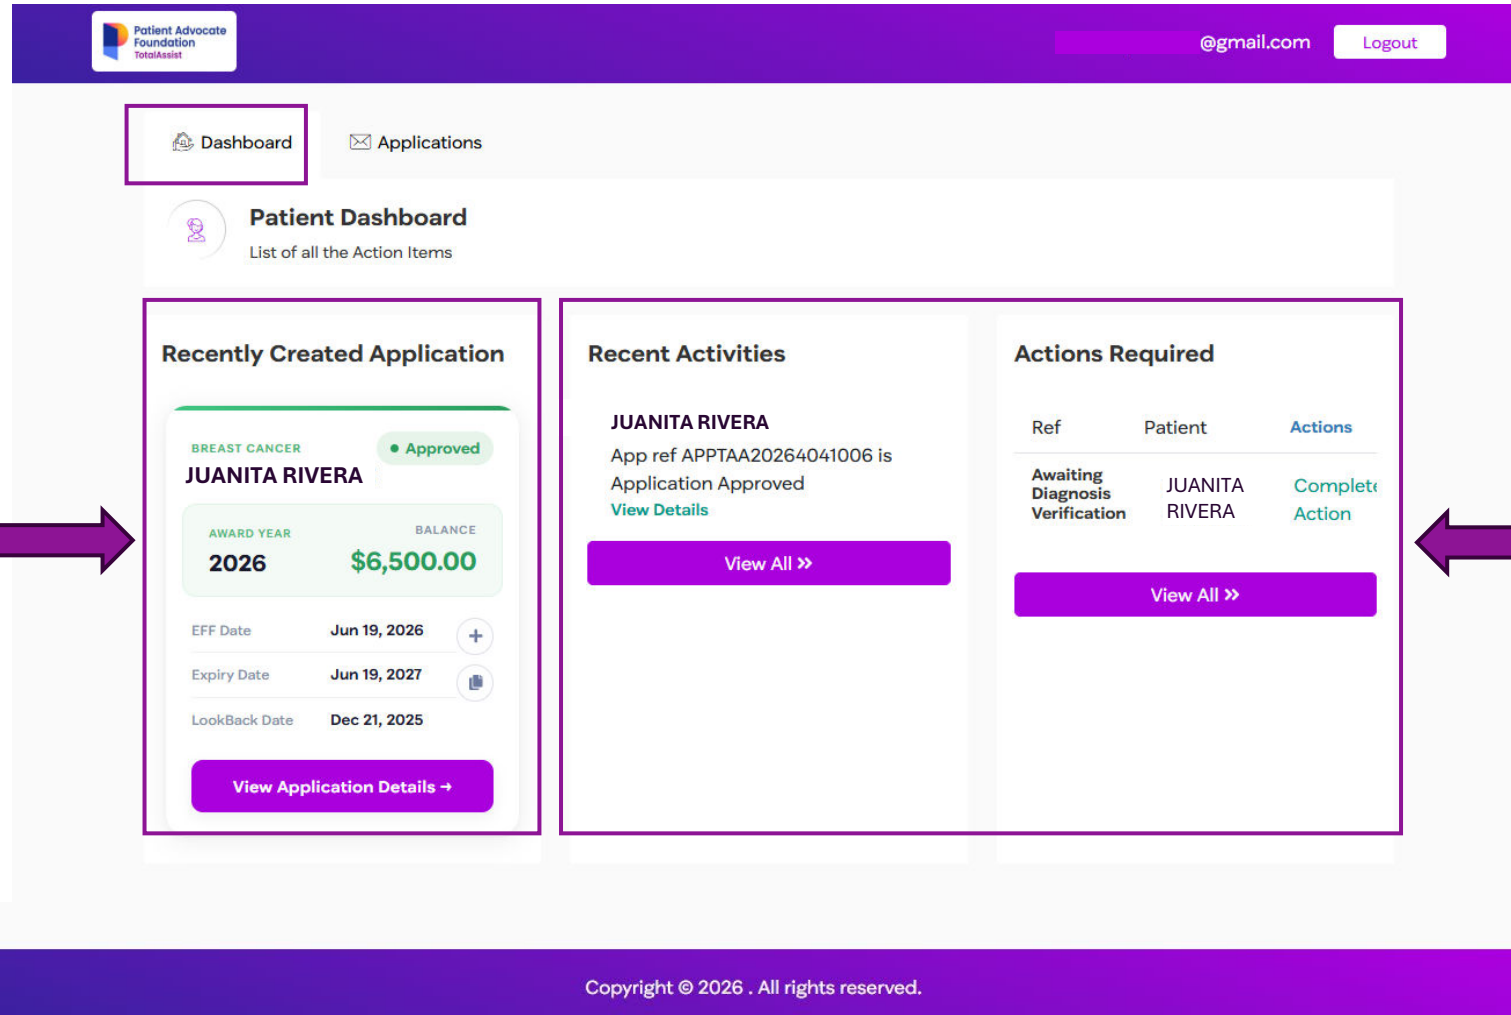 Patient Advocate
Foundation
TotalAssist
@gmail.com
Logout
Dashboard
Applications
Patient Dashboard
List of all the Action Items
Recently Created Application
BREAST CANCER
Approved
JUANITA RIVERA
AWARD YEAR
BALANCE
2026
$6,500.00
EFF Date
Jun 19, 2026
Expiry Date
Jun 19, 2027
LookBack Date
Dec 21, 2025
View Application Details →
Recent Activities
JUANITA RIVERA
App ref APPTAA20264041006 is
Application Approved
View Details
View All »
Actions Required
Ref
Patient
Actions
Awaiting
Diagnosis
Verification
JUANITA
RIVERA
Complete
Action
View All »
Copyright © 2026 . All rights reserved.